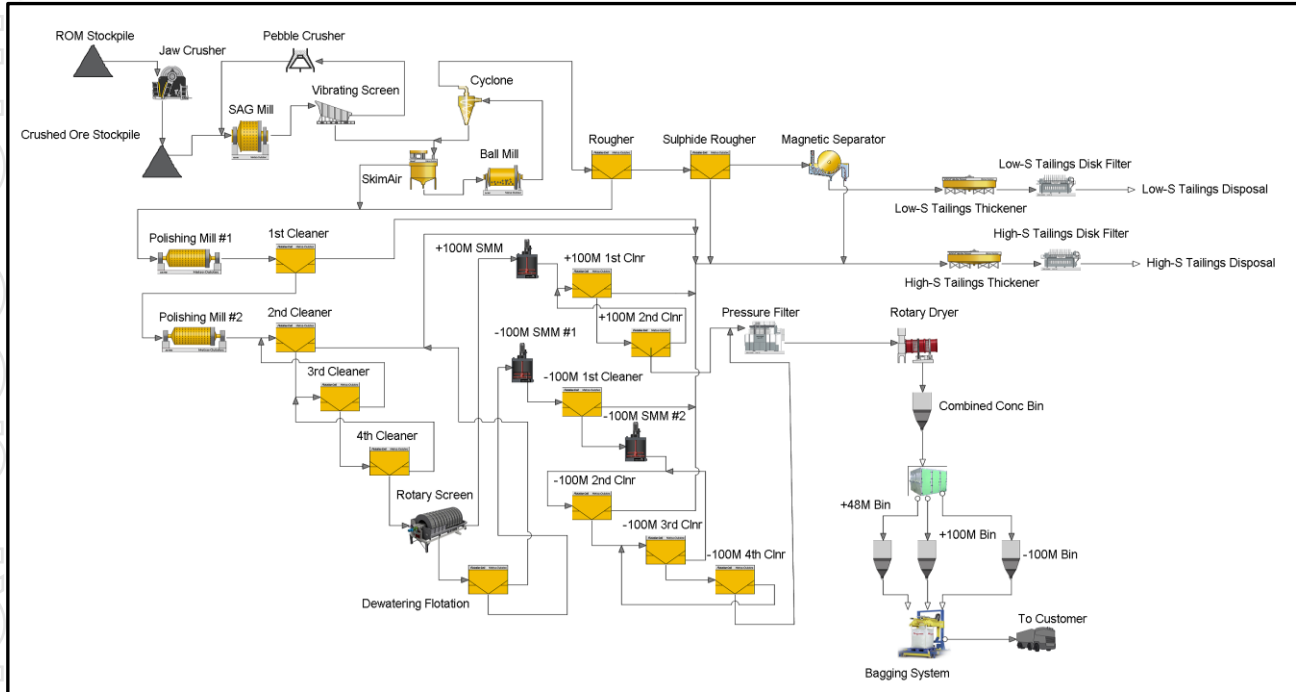 ROM Stockpile
Jaw Crusher
Pebble Crusher
Cyclone
Vibrating Screen
SAG Mill
Crushed Ore Stockpile
SkimAir
Ball Mill
Rougher
Sulphide Rougher
Magnetic Separator
Low-S Tailings Disk Filter
Low-S Tailings Disposal
Low-S Tailings Thickener
High-S Tailings Disk Filter
High-S Tailings Disposal
High-S Tailings Thickener
Polishing Mill #1
1st Cleaner
+100M SMM
+100M 1st Clnr
+100M 2nd Clnr
Polishing Mill #2
2nd Cleaner
3rd Cleaner
4th Cleaner
-100M SMM #1
-100M 1st Cleaner
-100M SMM #2
Pressure Filter
Rotary Dryer
Combined Conc Bin
Rotary Screen
-100M 2nd Clnr
-100M 3rd Clnr
-100M 4th Clnr
Dewatering Flotation
+48M Bin
+100M Bin
-100M Bin
To Customer
Bagging System